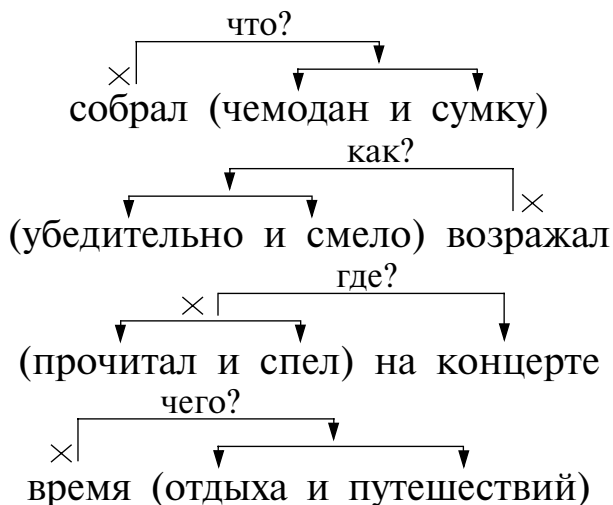 что?
собрал (чемодан и сумку)
как?
(убедительно и смело) возражал
где?
(прочитал и спел) на концерте
чего?
время (отдыха и путешествий)